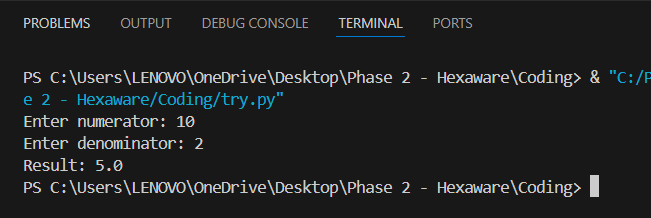 PROBLEMS OUTPUT DEBUG CONSOLE TERMINAL PORTS
PS C:\Users\LENOVO\OneDrive\Desktop\Phase 2 - Hexaware\Coding> & "C:/P
e 2 - Hexaware/Coding/try.py"
Enter numerator: 10
Enter denominator: 2
Result: 5.0
PS C:\Users\LENOVO\OneDrive\Desktop\Phase 2 - Hexaware\Coding>